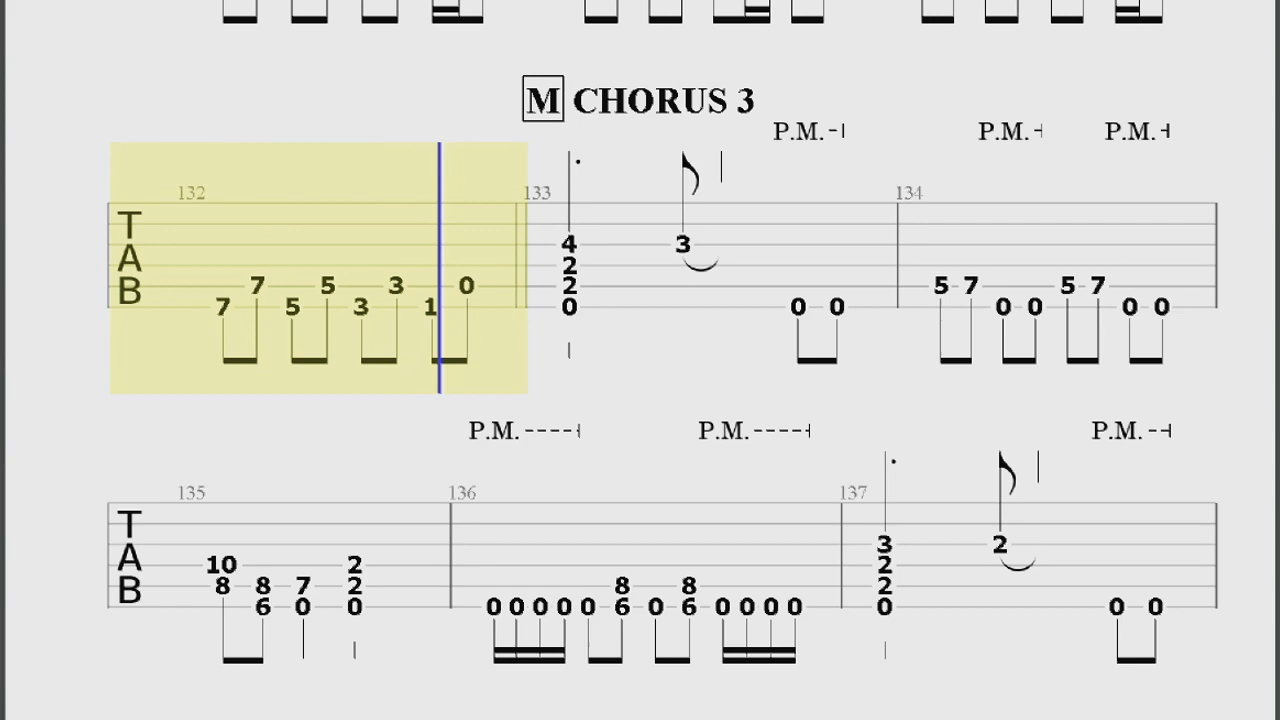 M CHORUS 3
P.M. P.M. P.M.
132 133 134
T
A
B
4
3
2
7 5 3 0 2 5 7 5 7
7 5 3 1 0 0 0 0 0 0 0
P.M. P.M. P.M.
135 136 137
T
A
B
3 2
10 2 2
8 8 7 2 8 8 2
6 0 0 0 0 0 0 0 6 0 6 0 0 0 0 0 0 0